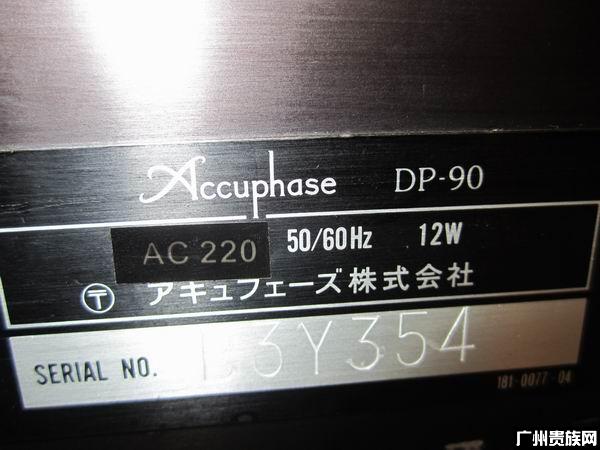 Accuphase DP-90
AC 220 50/60Hz 12W
〒 アキュフェーズ株式会社
SERIAL NO. 3Y354
181-0077-04
广州贵族网